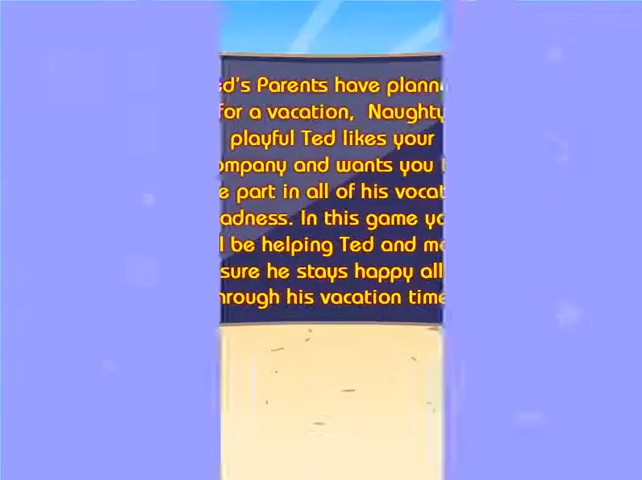 ed's Parents have plann
for a vacation, Naughty
playful Ted likes your
ompany and wants you t
e part in all of his vocat
adness. In this game yo
l be helping Ted and ma
sure he stays happy all
hrough his vacation time